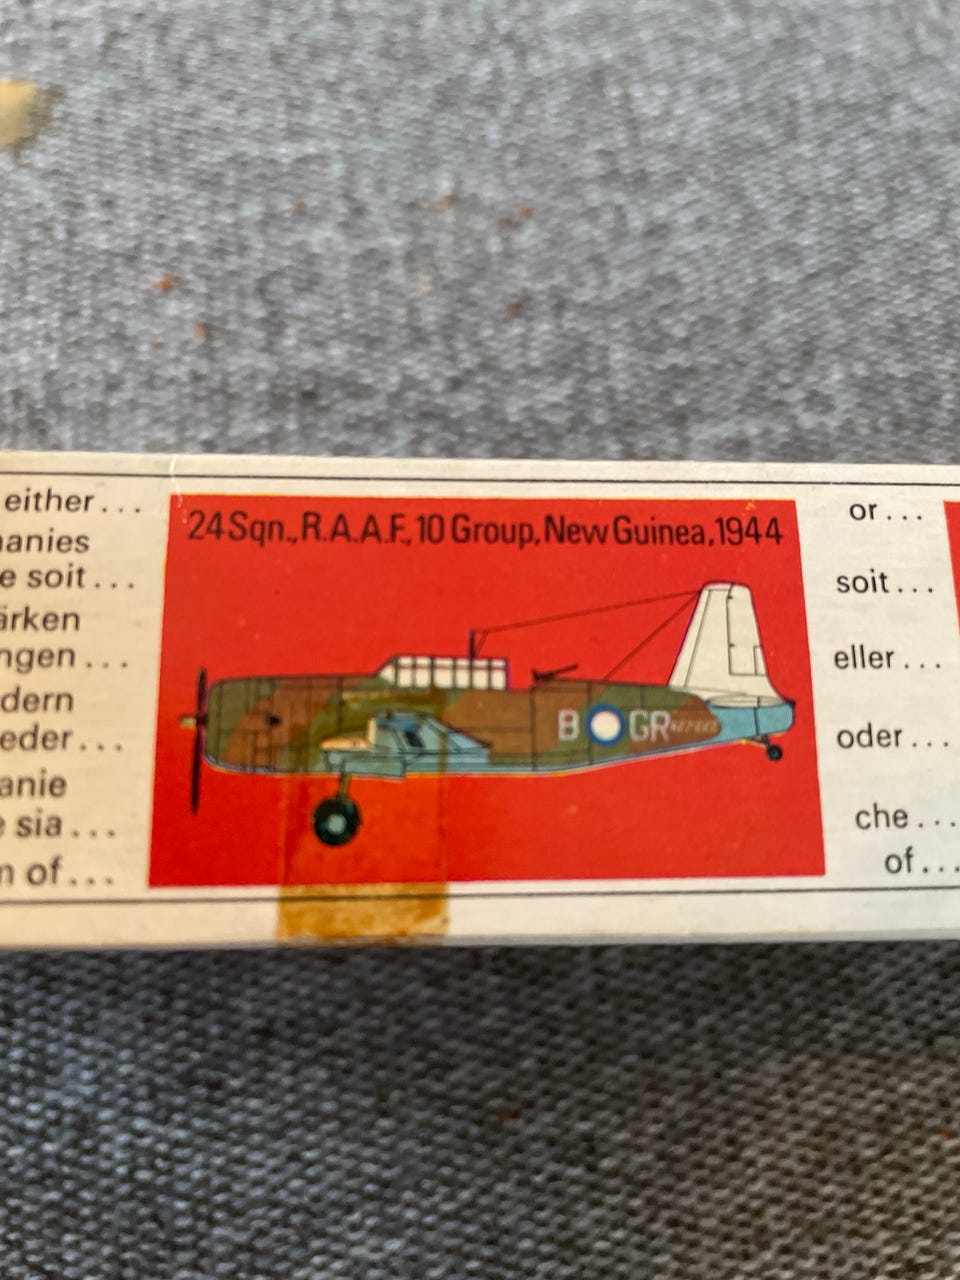 either...
anies
e soit...
ärken
ngen...
dern
eder...
anie
e sia...
n of...
24 Sqn., R.A.A.F., 10 Group, New Guinea, 1944
B GR
or...
soit...
eller...
oder...
che...
of...